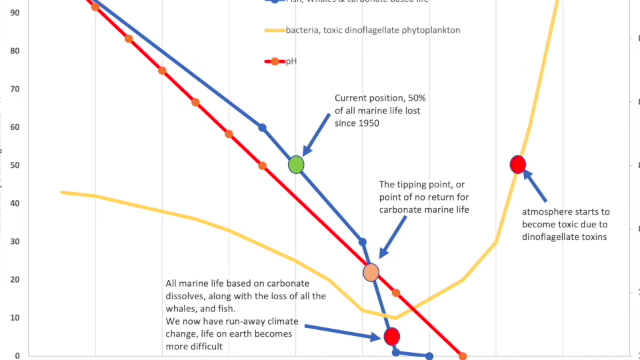 90
80
70
60
50
40
30
20
10
0
Whales & carbonate based life
bacteria, toxic dinoflagellate phytoplankton
pH
Current position, 50%
of all marine life lost
since 1950
The tipping point, or
point of no return for
carbonate marine life
atmosphere starts to
become toxic due to
dinoflagellate toxins
All marine life based on carbonate
dissolves, along with the loss of all the
whales, and fish.
We now have run-away climate
change, life on earth becomes
more difficult